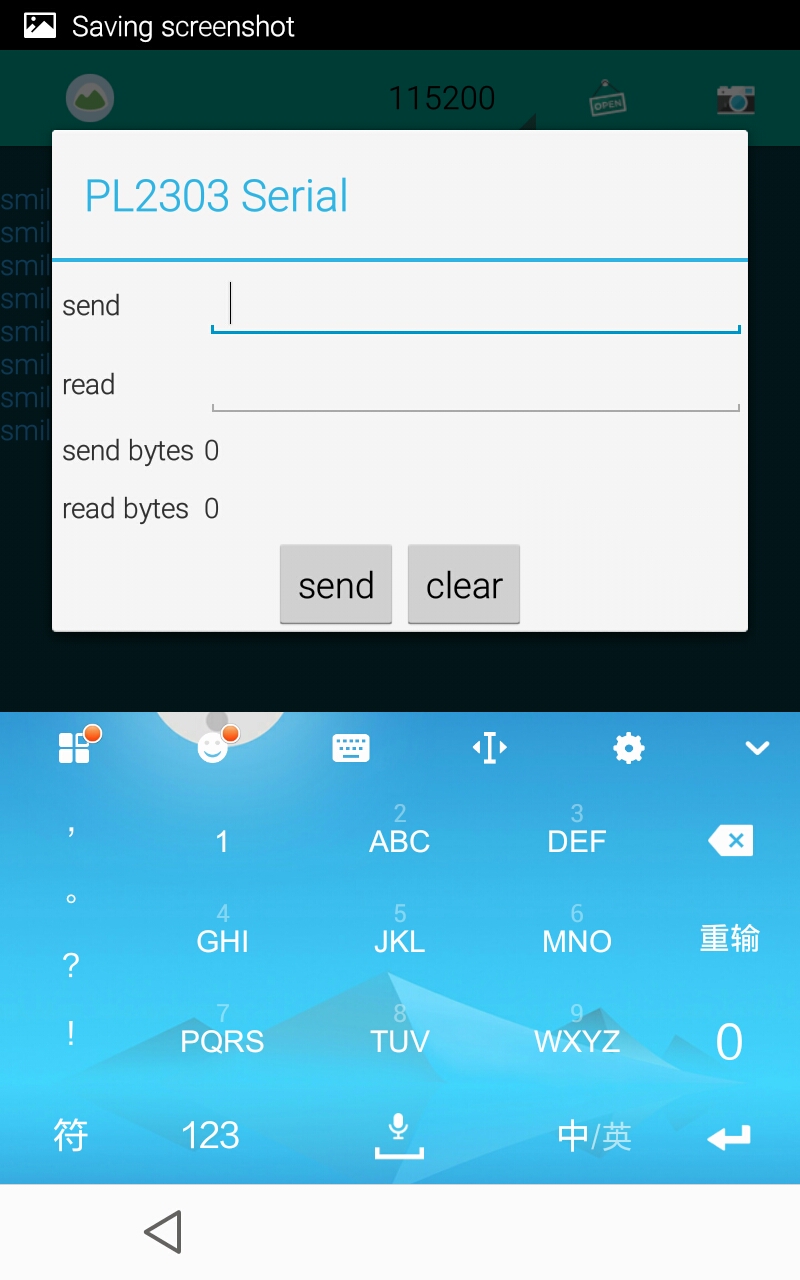 Saving screenshot
115200
OPEN
PL2303 Serial
smil
smil
smil
smil
smil
smil
smil
smil
send
read
send bytes 0
read bytes 0
send clear
, 1 2 ABC 3 DEF
。
4 GHI 5 JKL 6 MNO 重输
?
7 PQRS 8 TUV 9 WXYZ 0
!
符 123 中/英